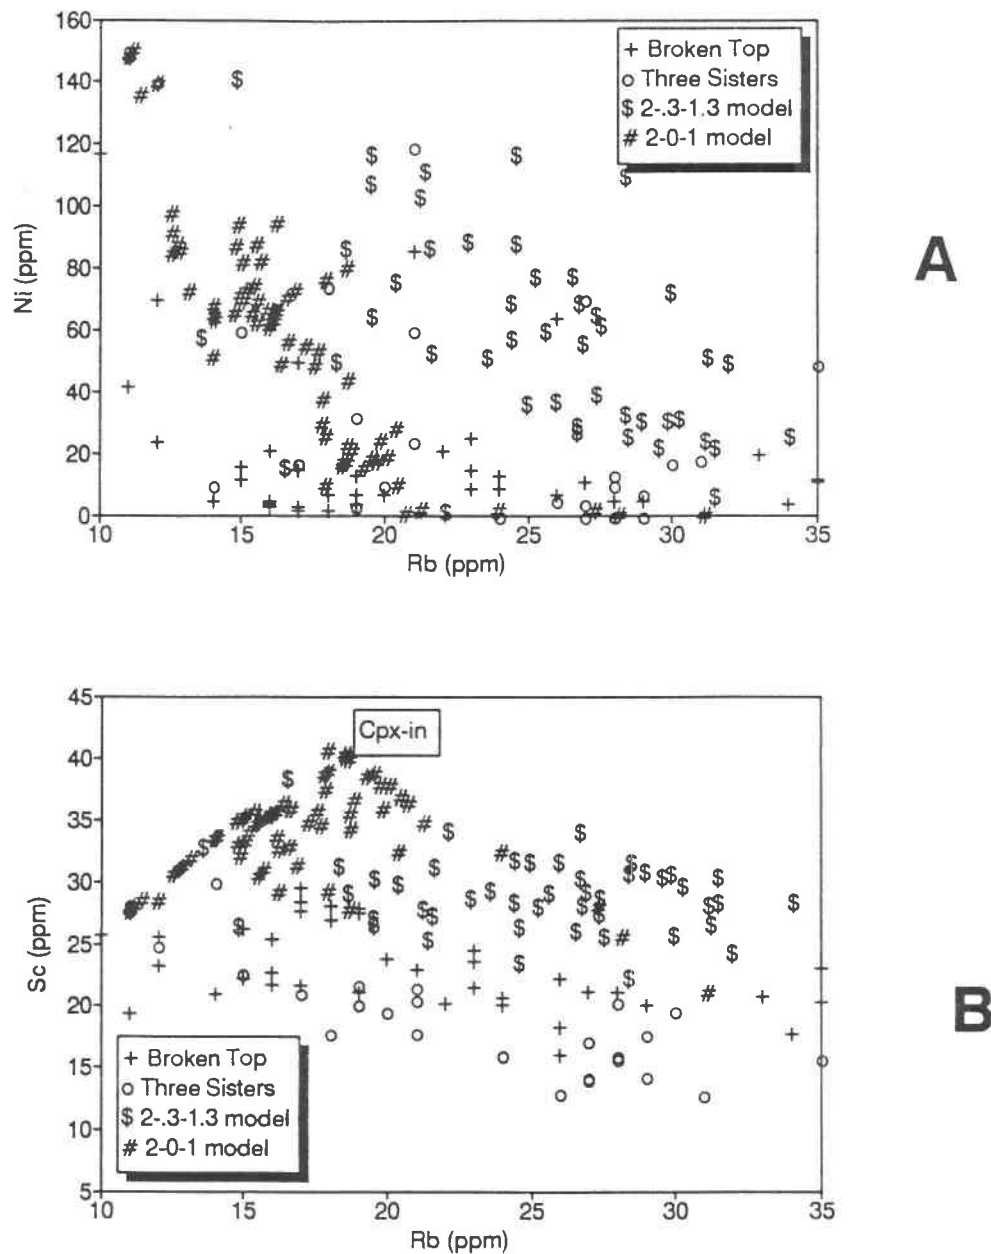 160
140
120
100
80
60
40
20
0
Ni (ppm)
10 15 20 25 30 35
Rb (ppm)
+ Broken Top
o Three Sisters
$ 2-.3-1.3 model
# 2-0-1 model
A
45
40
35
30
25
20
15
10
5
Sc (ppm)
Cpx-in
+ Broken Top
o Three Sisters
$ 2-.3-1.3 model
# 2-0-1 model
10 15 20 25 30 35
Rb (ppm)
B